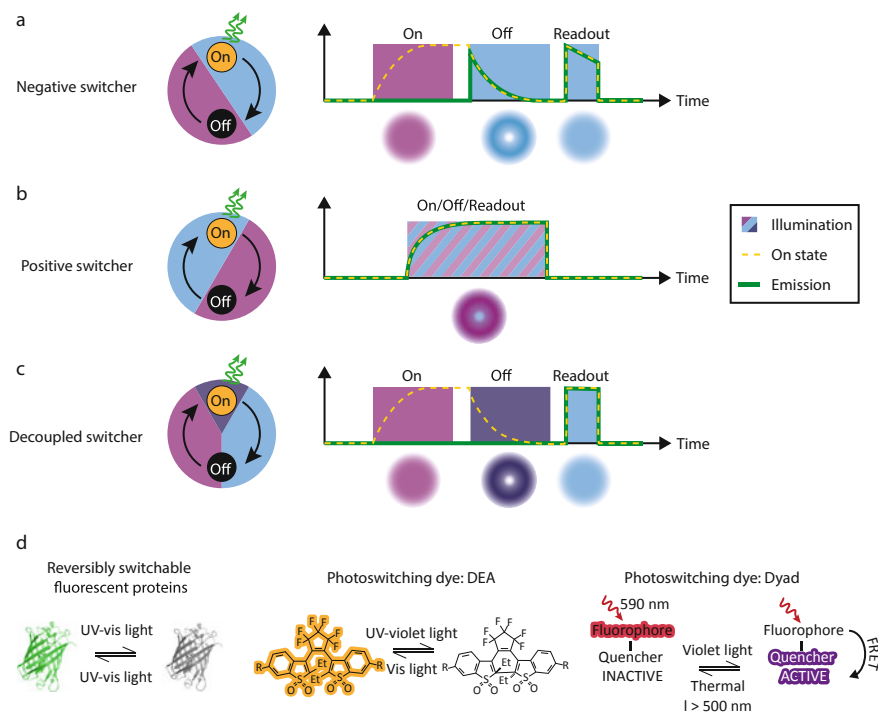 a
Negative switcher
On
Off
On
Off
Readout
Time
b
Positive switcher
On
Off
On/Off/Readout
Illumination
On state
Emission
c
Decoupled switcher
On
Off
On
Off
Readout
Time
d
Reversibly switchable
fluorescent proteins
UV-vis light
UV-vis light
Photoswitching dye: DEA
F F F F F F
R
Et
Et
S S
O O O O
R
UV-violet light
Vis light
F F F F F F
R
Et
Et
S S
O O O O
R
Photoswitching dye: Dyad
590 nm
Fluorophore
Quencher
INACTIVE
Violet light
Thermal
l > 500 nm
Fluorophore
Quencher
ACTIVE
FRET